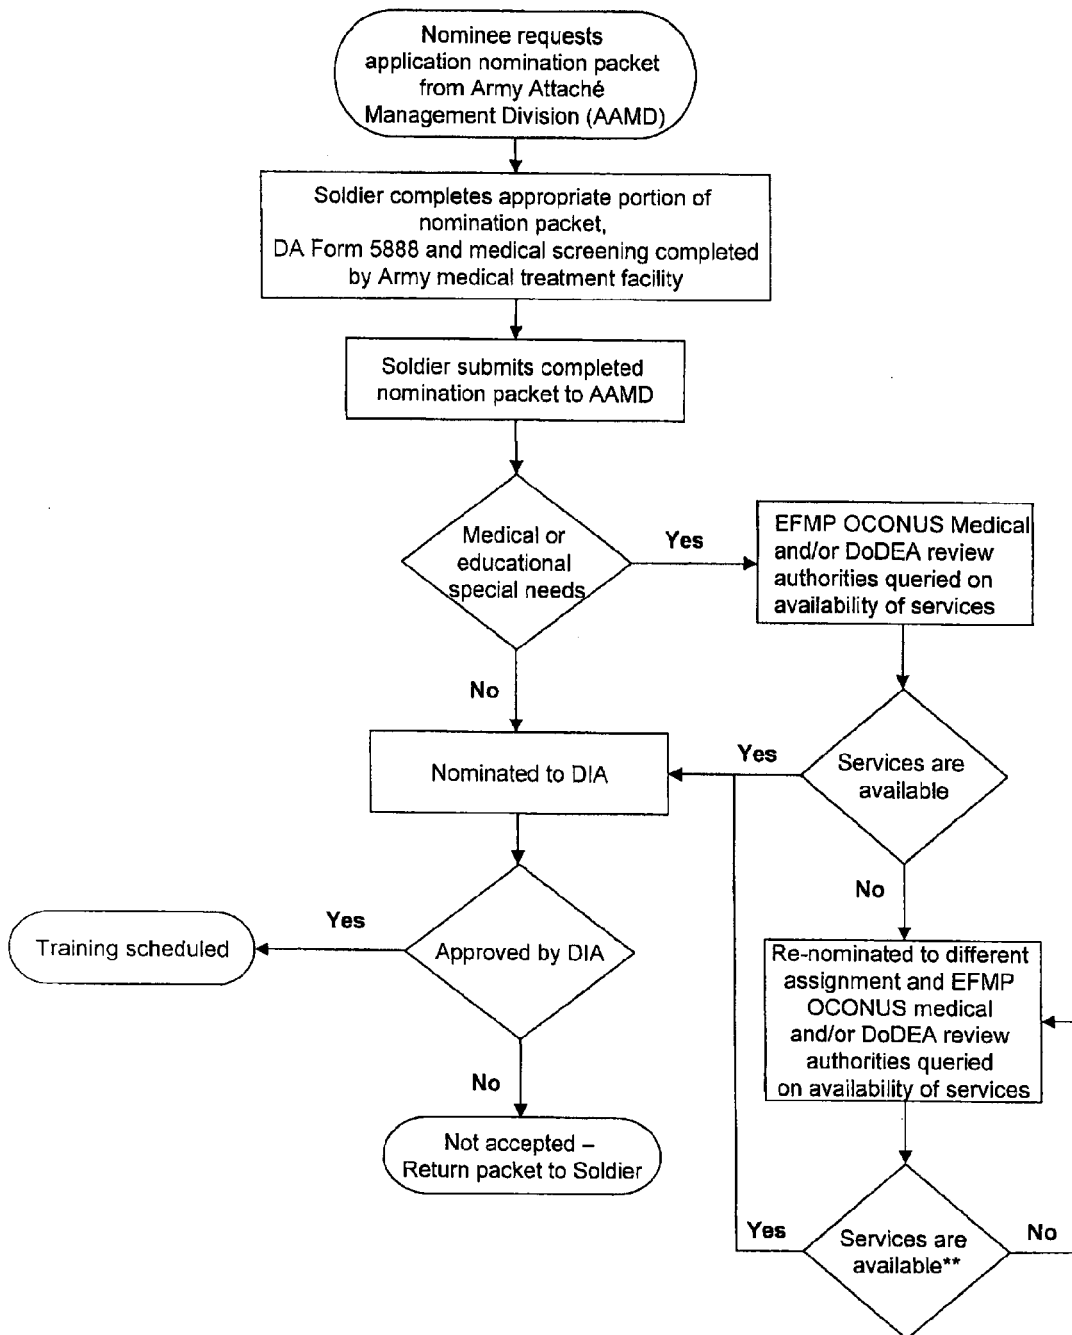 Nominee requests
application nomination packet
from Army Attaché
Management Division (AAMD)
Soldier completes appropriate portion of
nomination packet,
DA Form 5888 and medical screening completed
by Army medical treatment facility
Soldier submits completed
nomination packet to AAMD
Medical or
educational
special needs
Yes
EFMP OCONUS Medical
and/or DoDEA review
authorities queried on
availability of services
No
Nominated to DIA
Yes
Services are
available
No
Approved by DIA
Yes
Training scheduled
Re-nominated to different
assignment and EFMP
OCONUS medical
and/or DoDEA review
authorities queried
on availability of services
No
Not accepted –
Return packet to Soldier
Yes
Services are
available**
No